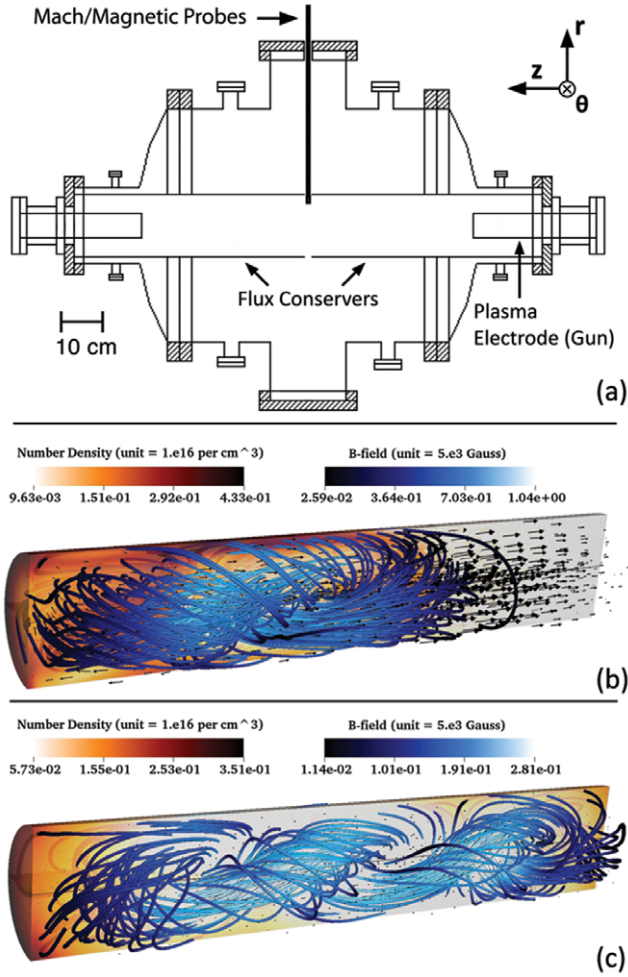 Mach/Magnetic Probes
r
z
θ
Flux Conservers
Plasma
Electrode (Gun)
10 cm
(a)
Number Density (unit = 1.e16 per cm^3)
9.63e-03 1.51e-01 2.92e-01 4.33e-01
B-field (unit = 5.e3 Gauss)
2.59e-02 3.64e-01 7.03e-01 1.04e+00
(b)
Number Density (unit = 1.e16 per cm^3)
5.73e-02 1.55e-01 2.53e-01 3.51e-01
B-field (unit = 5.e3 Gauss)
1.14e-02 1.01e-01 1.91e-01 2.81e-01
(c)